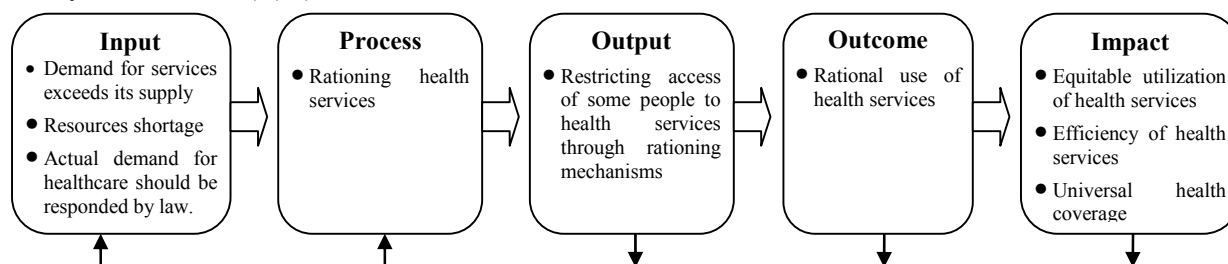 Input
• Demand for services
exceeds its supply
● Resources shortage
● Actual demand for
healthcare should be
responded by law.
Process
● Rationing health
services
Output
● Restricting access
of some people to
health services
through rationing
mechanisms
Outcome
● Rational use of
health services
Impact
● Equitable utilization
of health services
● Efficiency of health
services
● Universal health
coverage